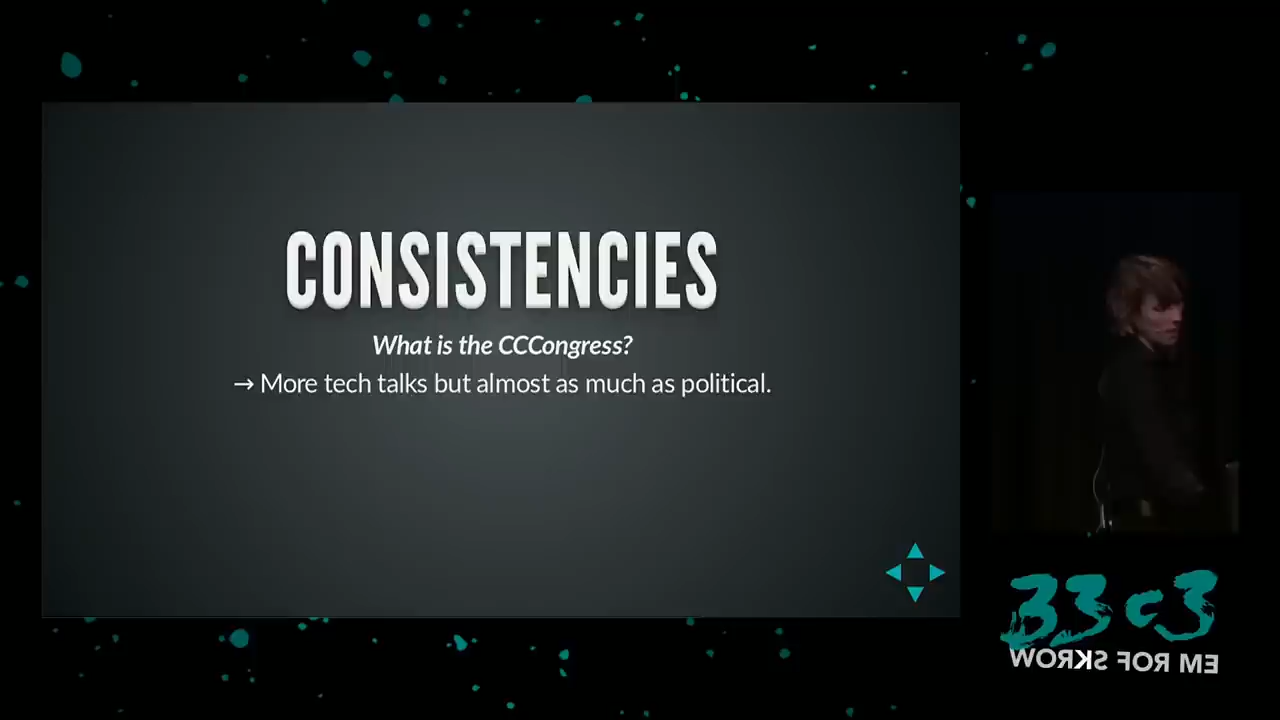 CONSISTENCIES
What is the CCCongress?
→ More tech talks but almost as much as political.
33c3
WORKS FOR ME